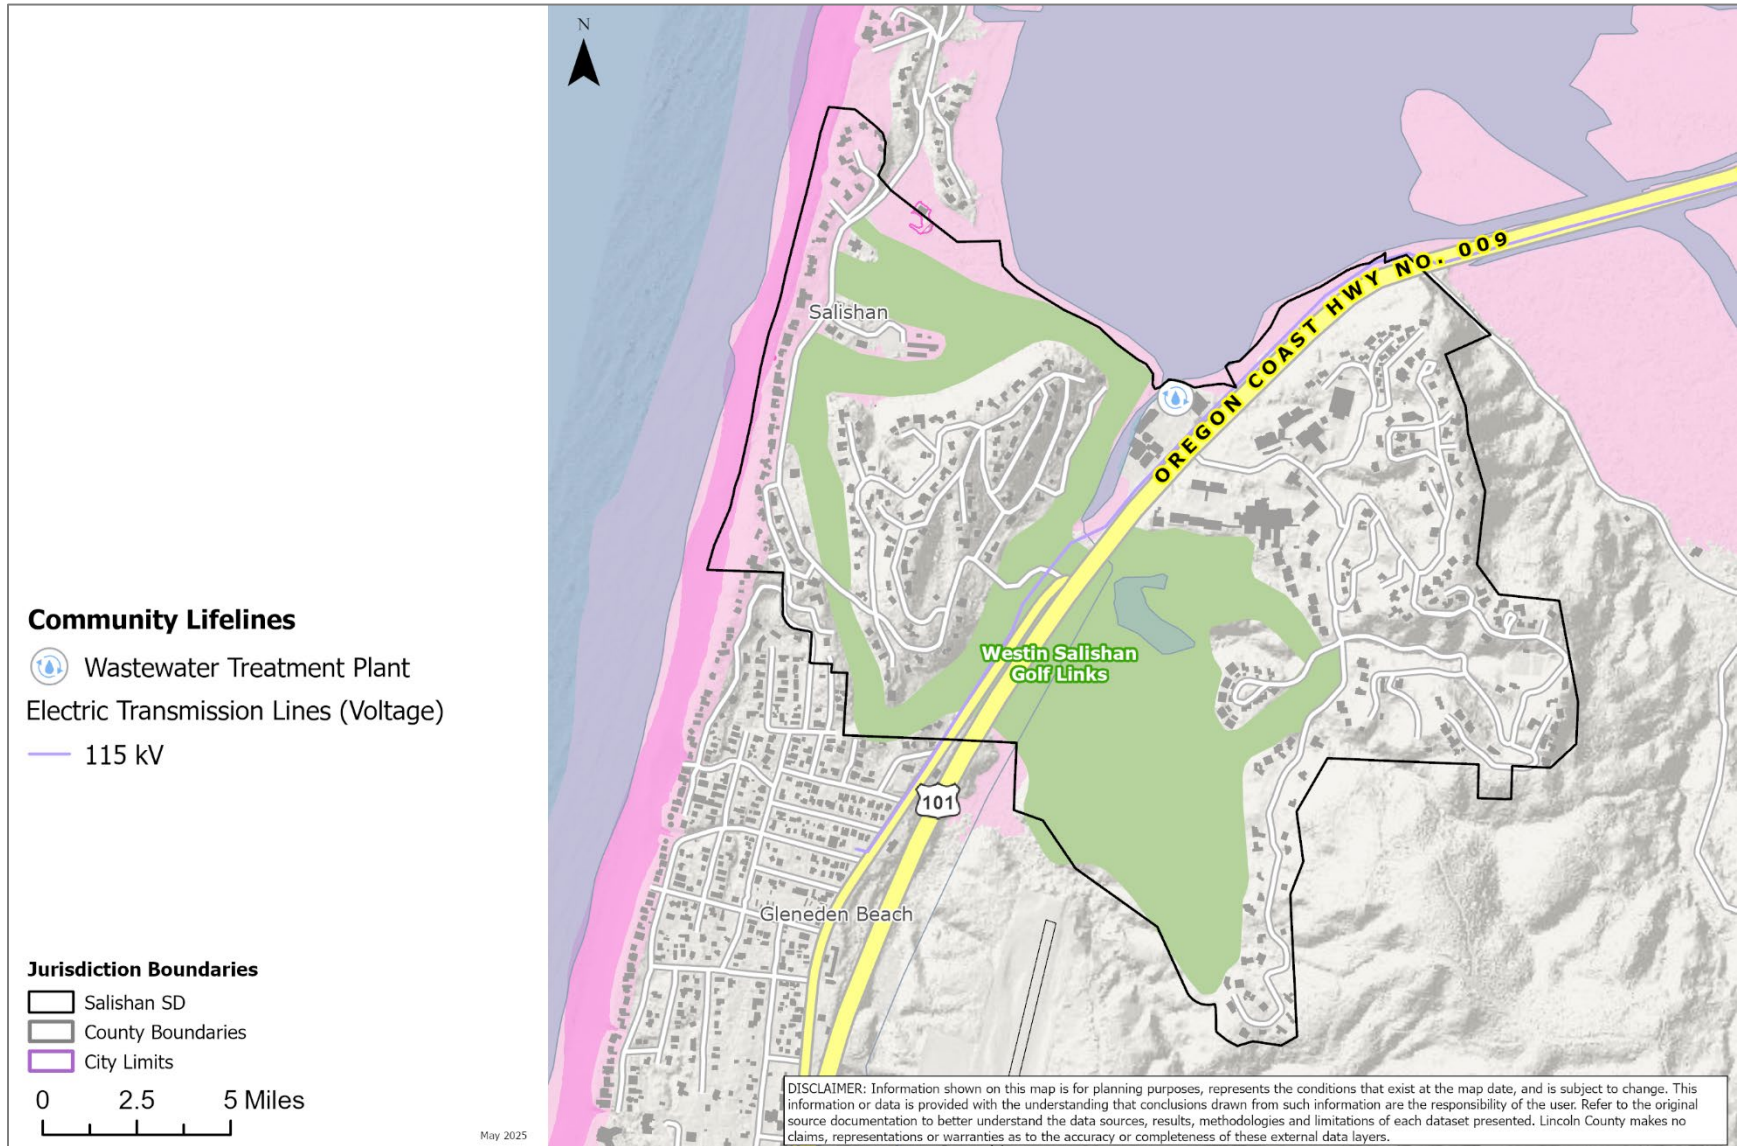 N
Salishan
OREGON COAST HWY NO. 009
Westin Salishan
Golf Links
101
Gleneden Beach
Community Lifelines
Wastewater Treatment Plant
Electric Transmission Lines (Voltage)
115 kV
Jurisdiction Boundaries
Salishan SD
County Boundaries
City Limits
0 2.5 5 Miles
May 2025
DISCLAIMER: Information shown on this map is for planning purposes, represents the conditions that exist at the map date, and is subject to change. This
information or data is provided with the understanding that conclusions drawn from such information are the responsibility of the user. Refer to the original
source documentation to better understand the data sources, results, methodologies and limitations of each dataset presented. Lincoln County makes no
claims, representations or warranties as to the accuracy or completeness of these external data layers.